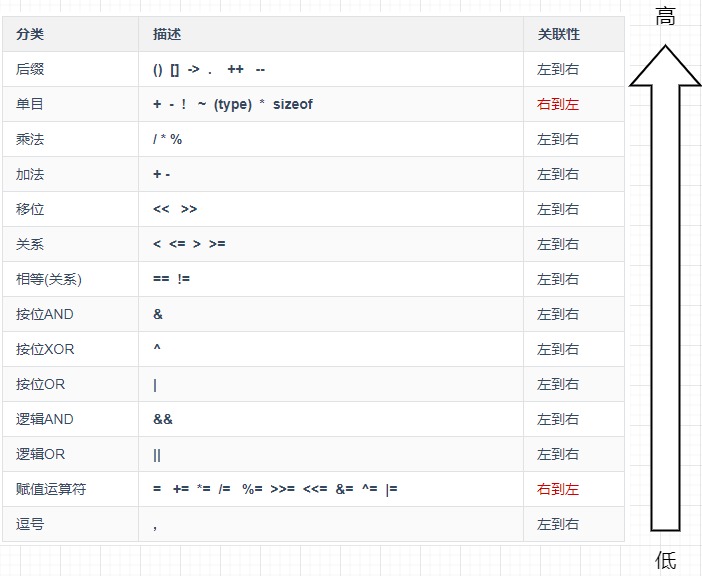 高
分类 描述 关联性
后缀 () [] -> . ++ -- 左到右
单目 + - ! ~ (type) * sizeof 右到左
乘法 / * % 左到右
加法 + - 左到右
移位 << >> 左到右
关系 < <= > >= 左到右
相等(关系) == != 左到右
按位AND & 左到右
按位XOR ^ 左到右
按位OR | 左到右
逻辑AND && 左到右
逻辑OR || 左到右
赋值运算符 = += *= /= %= >>= <<= &= ^= |= 右到左
逗号 , 左到右
低